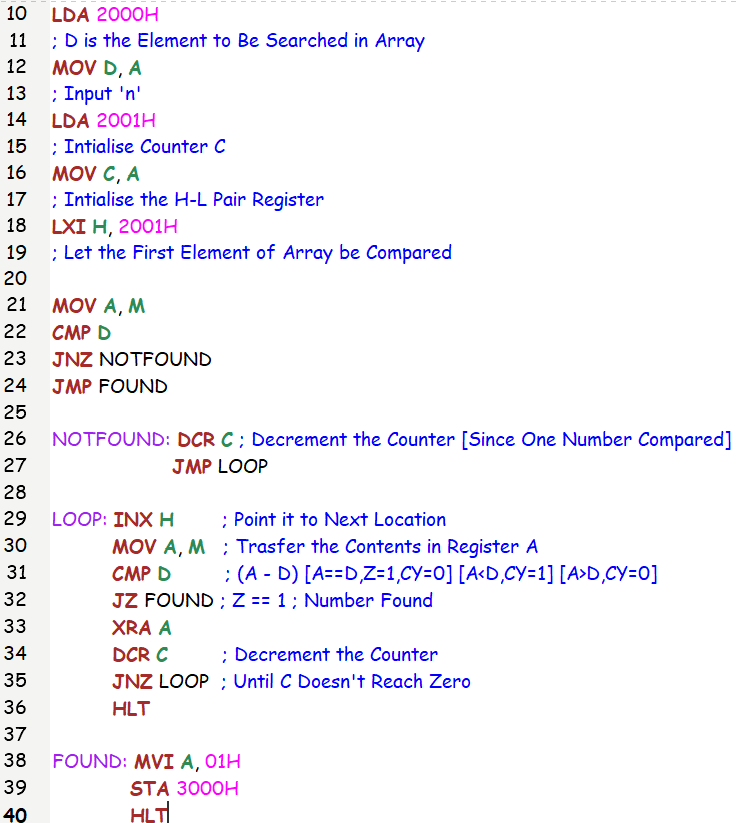 10 LDA 2000H
11 ; D is the Element to Be Searched in Array
12 MOV D, A
13 ; Input 'n'
14 LDA 2001H
15 ; Intialise Counter C
16 MOV C, A
17 ; Intialise the H-L Pair Register
18 LXI H, 2001H
19 ; Let the First Element of Array be Compared
20
21 MOV A, M
22 CMP D
23 JNZ NOTFOUND
24 JMP FOUND
25
26 NOTFOUND: DCR C ; Decrement the Counter [Since One Number Compared]
27 JMP LOOP
28
29 LOOP: INX H ; Point it to Next Location
30 MOV A, M ; Trasfer the Contents in Register A
31 CMP D ; (A - D) [A==D,Z=1,CY=0] [A<D,CY=1] [A>D,CY=0]
32 JZ FOUND ; Z == 1 ; Number Found
33 XRA A
34 DCR C ; Decrement the Counter
35 JNZ LOOP ; Until C Doesn't Reach Zero
36 HLT
37
38 FOUND: MVI A, 01H
39 STA 3000H
40 HLT